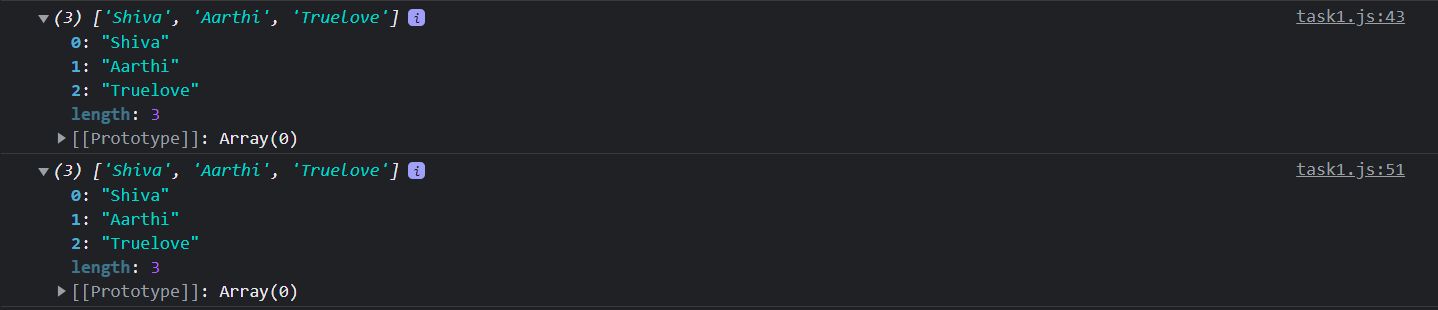 (3) ['Shiva', 'Aarthi', 'Truelove'] i task1.js:43
0: "Shiva"
1: "Aarthi"
2: "Truelove"
length: 3
[[Prototype]]: Array(0)
(3) ['Shiva', 'Aarthi', 'Truelove'] i task1.js:51
0: "Shiva"
1: "Aarthi"
2: "Truelove"
length: 3
[[Prototype]]: Array(0)